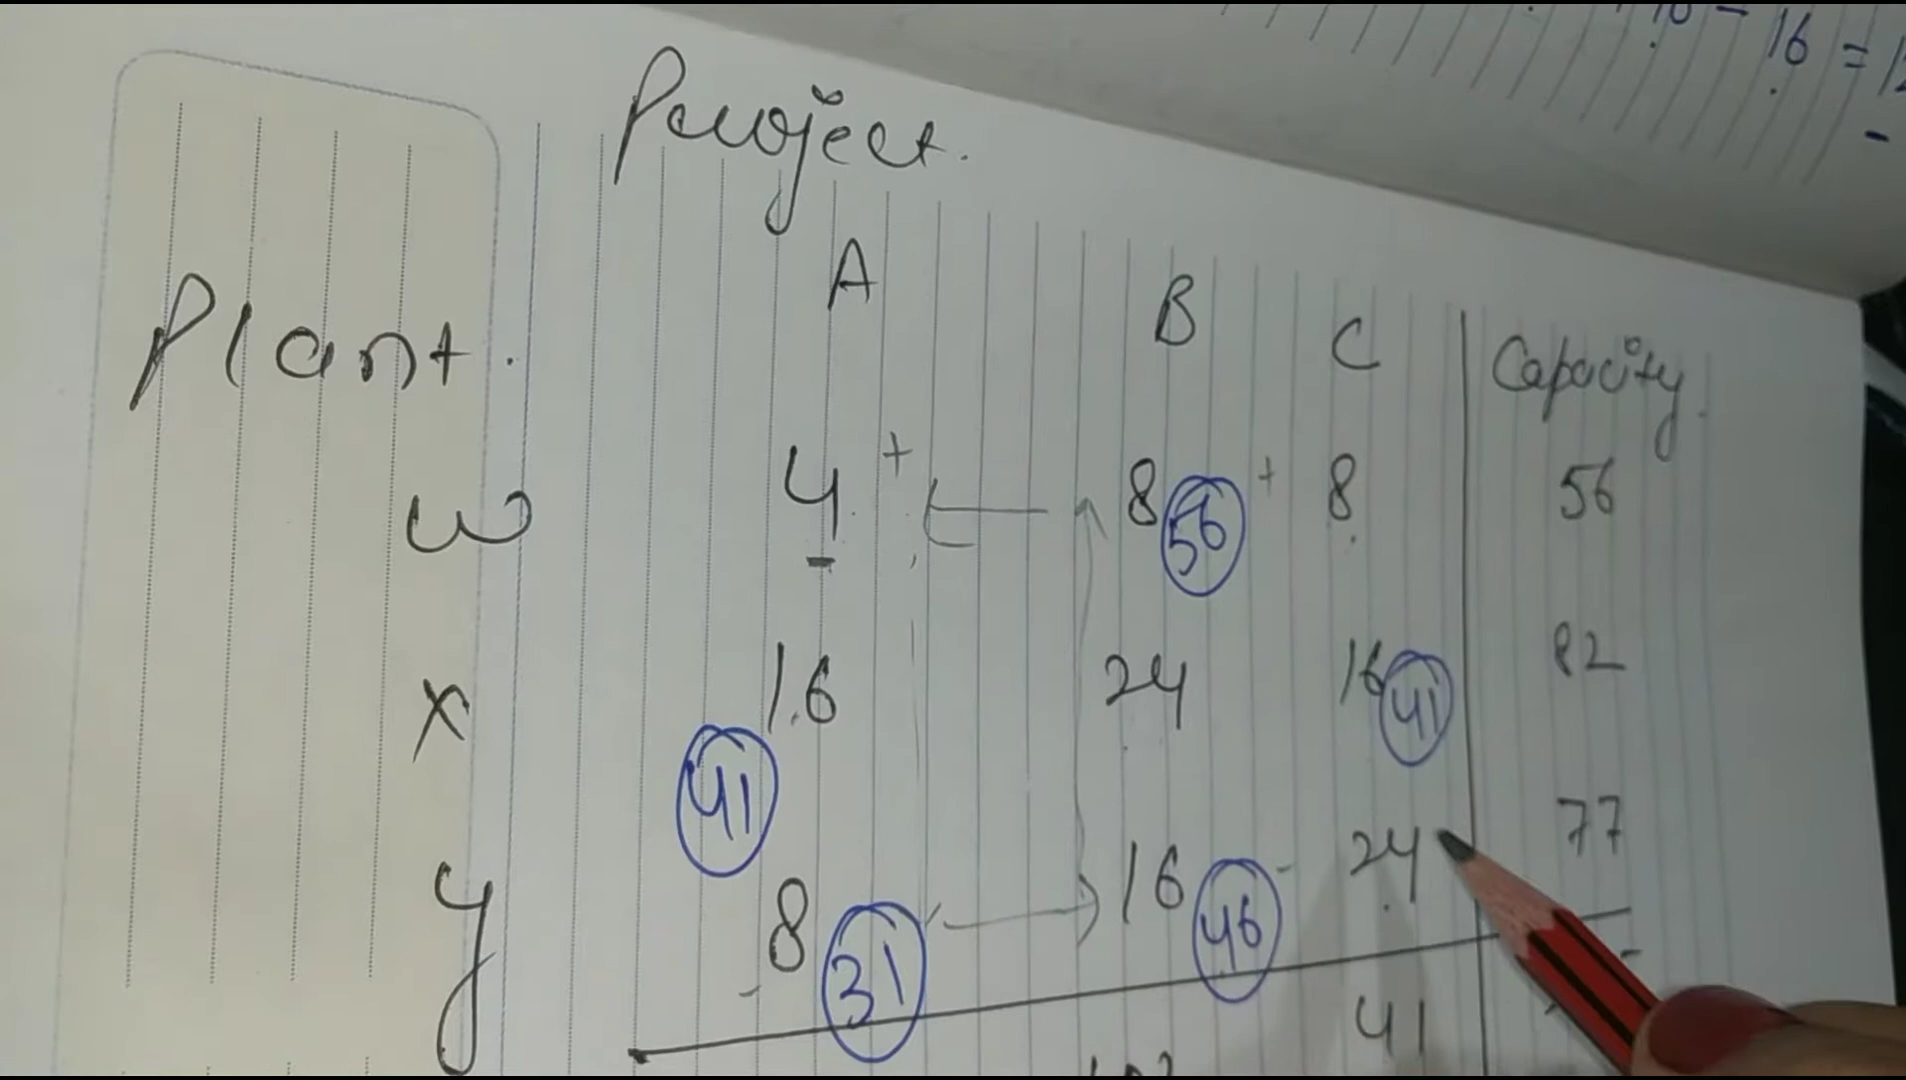 16 = 12
Project.
A B C Capacity
Plant.
w 4 + 8 56 + 8 56
x 16 24 16 41 82
41
y 8 31 16 46 - 24 77
41